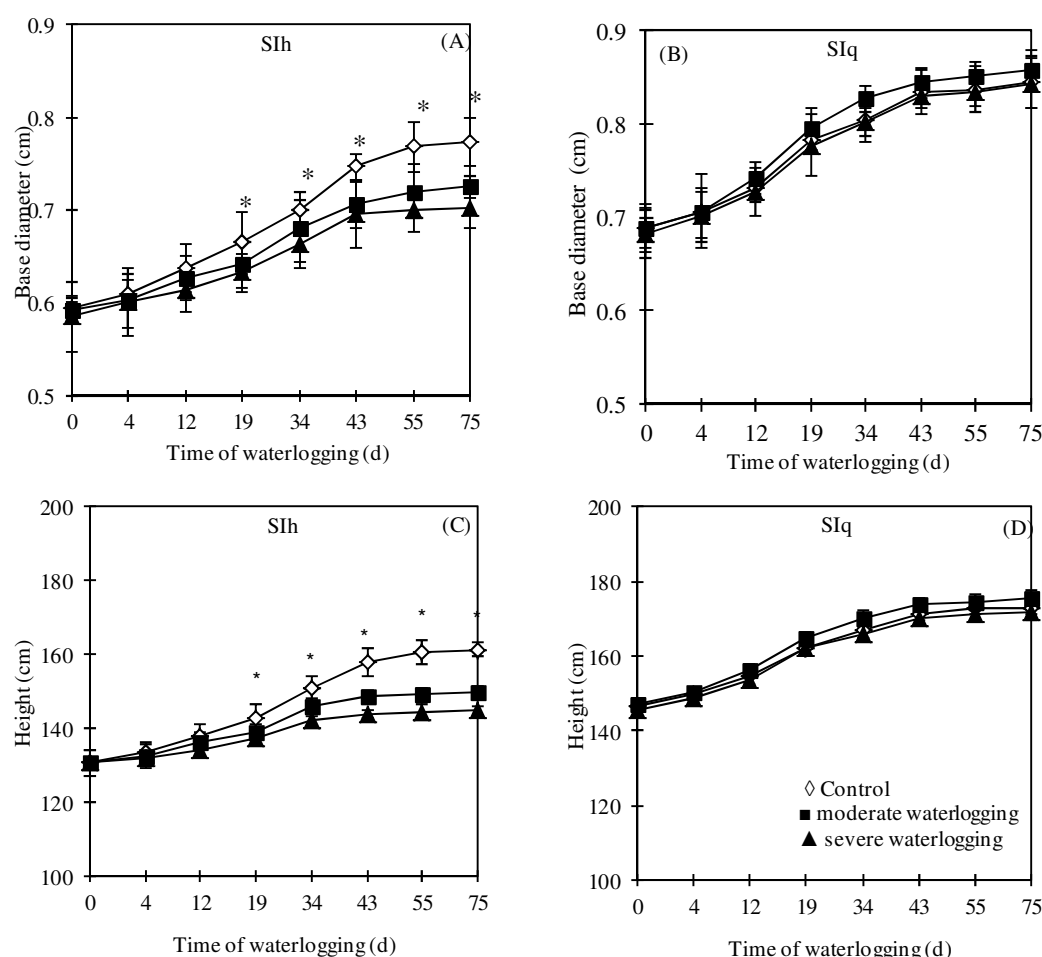 SIh
(A)
*
*
*
*
*
0.9
0.8
0.7
0.6
0.5
Base diameter (cm)
0 4 12 19 34 43 55 75
Time of waterlogging (d)
SIq
(B)
0.9
0.8
0.7
0.6
0.5
Base diameter (cm)
0 4 12 19 34 43 55 75
Time of waterlogging (d)
SIh
(C)
*
*
*
*
*
200
180
160
140
120
100
Height (cm)
0 4 12 19 34 43 55 75
Time of waterlogging (d)
SIq
(D)
200
180
160
140
120
100
Height (cm)
Control
moderate waterlogging
severe waterlogging
0 4 12 19 34 43 55 75
Time of waterlogging (d)